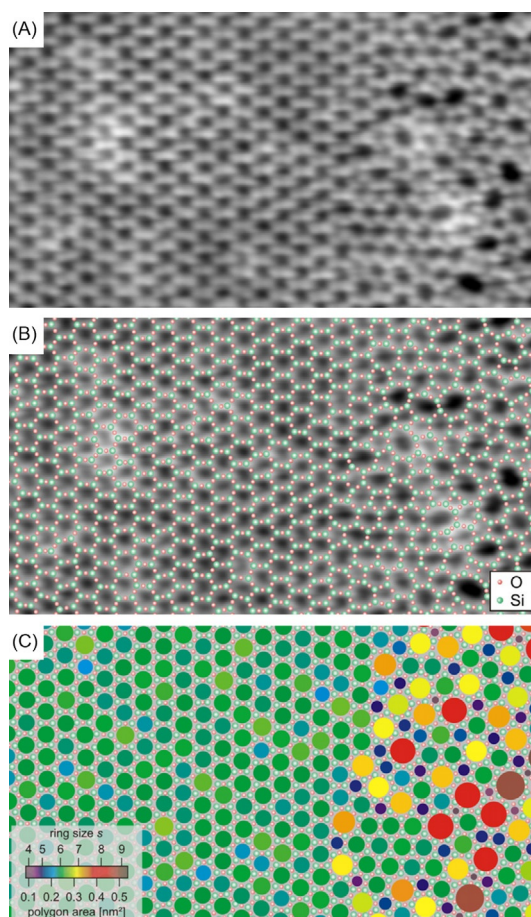 (A)
(B)
O
Si
(C)
ring size s
4 5 6 7 8 9
0.1 0.2 0.3 0.4 0.5
polygon area [nm²]